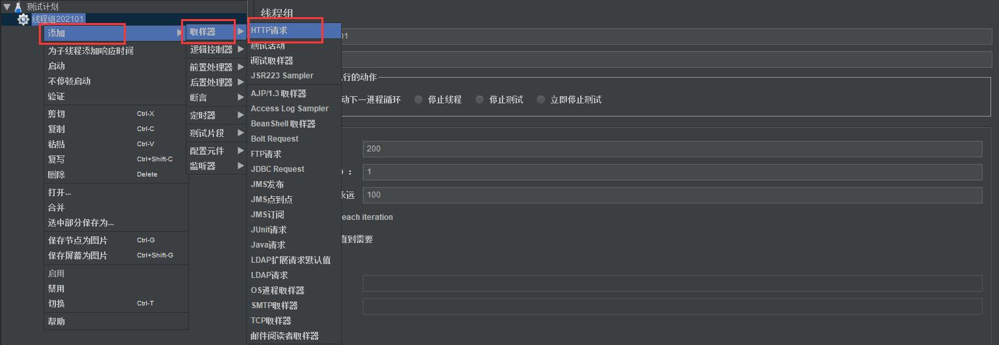 测试计划
线程组202101
添加
为子线程添加响应时间
启动
不停顿启动
验证
剪切 Ctrl-X
复制 Ctrl-C
粘贴 Ctrl-V
复写 Ctrl+Shift-C
删除 Delete
打开...
合并
选中部分保存为...
保存节点为图片 Ctrl-G
保存屏幕为图片 Ctrl+Shift-G
启用
禁用
切换 Ctrl-T
帮助
取样器
逻辑控制器
前置处理器
后置处理器
断言
定时器
测试片段
配置元件
监听器
HTTP请求
测试活动
调试取样器
JSR223 Sampler
AJP/1.3 取样器
Access Log Sampler
BeanShell 取样器
Bolt Request
FTP请求
JDBC Request
JMS发布
JMS点到点
JMS订阅
JUnit请求
Java请求
LDAP扩展请求默认值
LDAP请求
OS进程取样器
SMTP取样器
TCP取样器
邮件阅读者取样器
线程组
01
行的动作
动下一进程循环 停止线程 停止测试 立即停止测试
200
： 1
永远 100
each iteration
直到需要